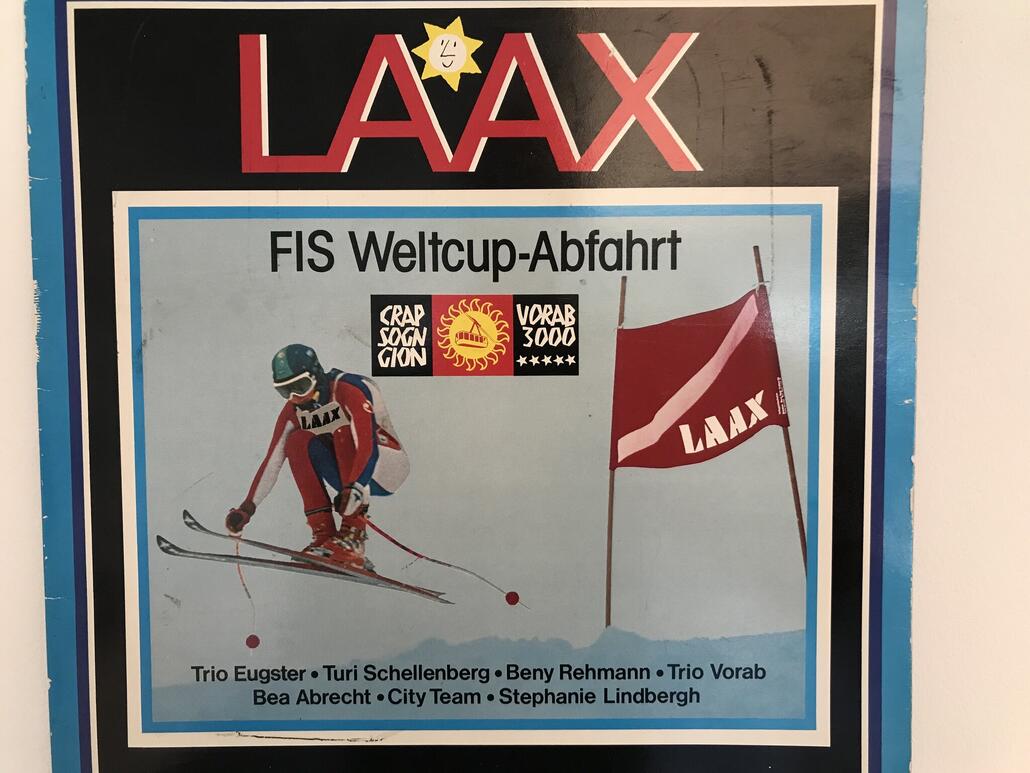 LAAX
FIS Weltcup-Abfahrt
CRAP
SOGN
GION
VORAB
3000
LAAX
LAAX
Trio Eugster • Turi Schellenberg • Beny Rehmann • Trio Vorab
Bea Abrecht • City Team • Stephanie Lindbergh